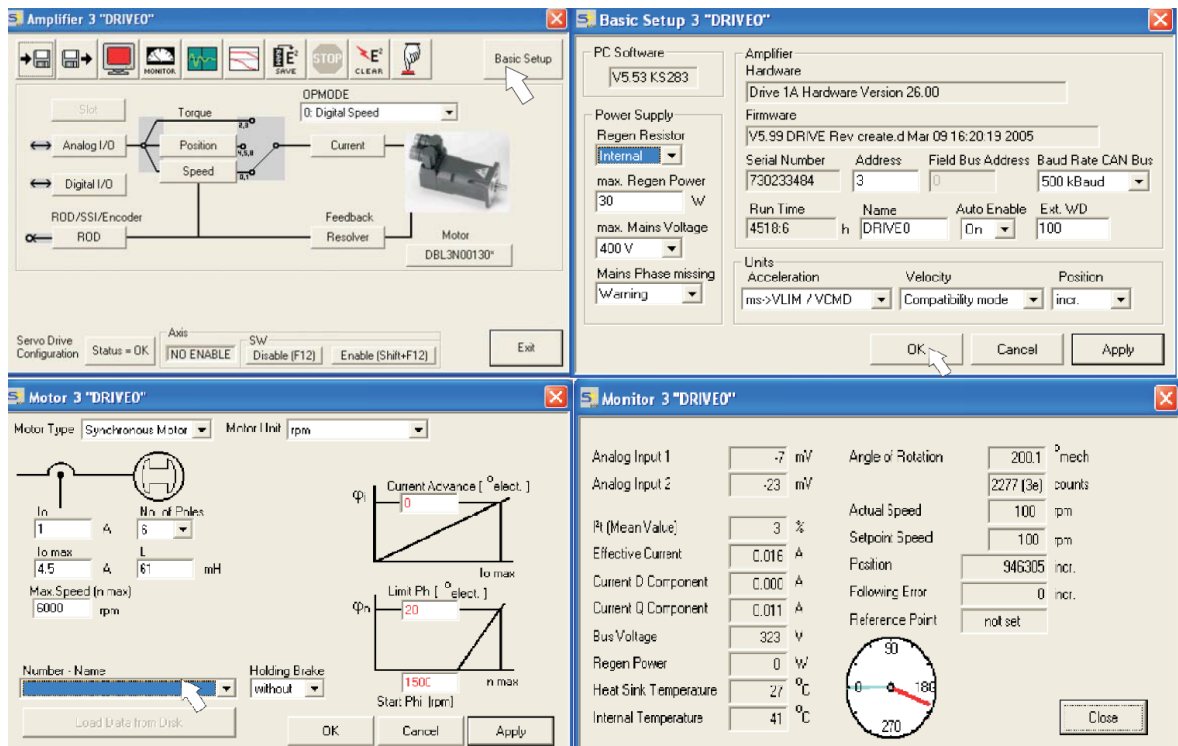 Amplifier 3 "DRIVE0"
MONITOR
E² SAVE
STOP
E² CLEAR
Basic Setup
OPMODE
0: Digital Speed
Slot
Torque
2,3
Analog I/O
Position
4,5,8
Current
Speed
0,1
Digital I/O
ROD/SSI/Encoder
ROD
Feedback
Resolver
Motor
DBL3N00130*
Servo Drive
Configuration
Status = OK
Axis
NO ENABLE
SW
Disable (F12)
Enable (Shift+F12)
Exit
Basic Setup 3 "DRIVE0"
PC Software
V5.53 KS283
Power Supply
Regen Resistor
Internal
max. Regen Power
30 W
max. Mains Voltage
400 V
Mains Phase missing
Warning
Amplifier
Hardware
Drive 1A Hardware Version 26.00
Firmware
V5.99 DRIVE Rev create.d Mar 09 16:20:19 2005
Serial Number Address Field Bus Address Baud Rate CAN Bus
730233484 3 0 500 kBaud
Run Time Name Auto Enable Ext. WD
4518:6 h DRIVE0 On 100
Units
Acceleration Velocity Position
ms->VLIM / VCMD Compatibility mode incr.
OK Cancel Apply
Motor 3 "DRIVE0"
Motor Type Synchronous Motor Motor Unit rpm
Io No. of Poles
1 A 6
Io max L
4.5 A 61 mH
Max.Speed (n max)
6000 rpm
φi Current Advance [ °elect. ]
0
Io max
Limit Ph [ °elect. ]
φn 20
1500 n max
Start Phi [rpm]
Number - Name
Holding Brake
without
Load Data from Disk
OK Cancel Apply
Monitor 3 "DRIVE0"
Analog Input 1 -7 mV
Analog Input 2 -23 mV
I²t (Mean Value) 3 %
Effective Current 0.016 A
Current D Component 0.000 A
Current Q Component 0.011 A
Bus Voltage 323 V
Regen Power 0 W
Heat Sink Temperature 27 °C
Internal Temperature 41 °C
Angle of Rotation 200.1 °mech
2277 (3e) counts
Actual Speed 100 rpm
Setpoint Speed 100 rpm
Position 946305 incr.
Following Error 0 incr.
Reference Point not set
90
0 180
270
Close